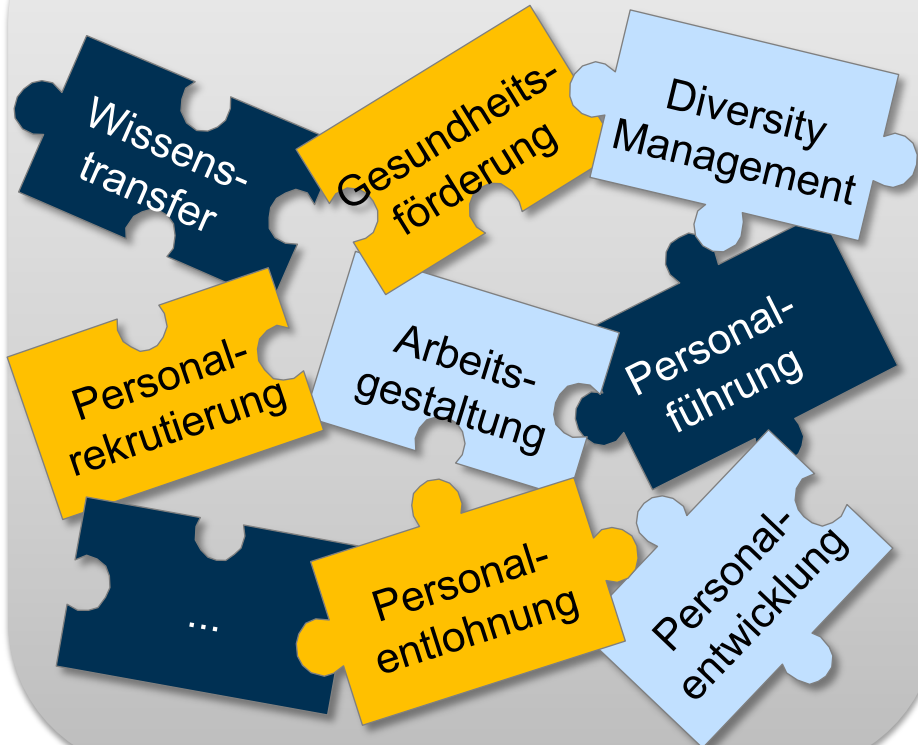 Wissens-
transfer
Gesundheits-
förderung
Diversity
Management
Personal-
rekrutierung
Arbeits-
gestaltung
Personal-
führung
...
Personal-
entlohnung
Personal-
entwicklung